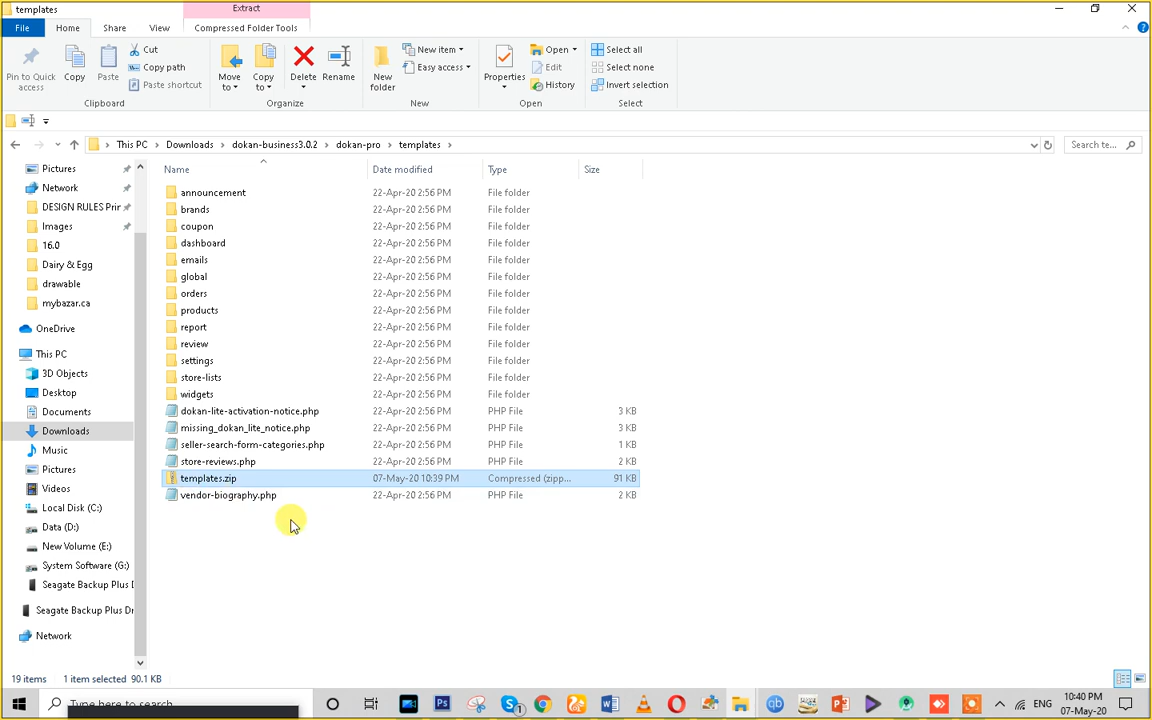 templates
Extract
File
Home
Share
View
Compressed Folder Tools
Pin to Quick access
Copy
Paste
Cut
Copy path
Paste shortcut
Clipboard
Move to
Copy to
Delete
Rename
Organize
New folder
New item
Easy access
New
Properties
Open
Edit
History
Open
Select all
Select none
Invert selection
Select
This PC > Downloads > dokan-business3.0.2 > dokan-pro > templates >
Search te...
Name Date modified Type Size
Pictures
Network
DESIGN RULES Prir
Images
16.0
Dairy & Egg
drawable
mybazar.ca
OneDrive
This PC
3D Objects
Desktop
Documents
Downloads
Music
Pictures
Videos
Local Disk (C:)
Data (D:)
New Volume (E:)
System Software (G:)
Seagate Backup Plus D
Seagate Backup Plus Dr
Network
announcement 22-Apr-20 2:56 PM File folder
brands 22-Apr-20 2:56 PM File folder
coupon 22-Apr-20 2:56 PM File folder
dashboard 22-Apr-20 2:56 PM File folder
emails 22-Apr-20 2:56 PM File folder
global 22-Apr-20 2:56 PM File folder
orders 22-Apr-20 2:56 PM File folder
products 22-Apr-20 2:56 PM File folder
report 22-Apr-20 2:56 PM File folder
review 22-Apr-20 2:56 PM File folder
settings 22-Apr-20 2:56 PM File folder
store-lists 22-Apr-20 2:56 PM File folder
widgets 22-Apr-20 2:56 PM File folder
dokan-lite-activation-notice.php 22-Apr-20 2:56 PM PHP File 3 KB
missing_dokan_lite_notice.php 22-Apr-20 2:56 PM PHP File 3 KB
seller-search-form-categories.php 22-Apr-20 2:56 PM PHP File 1 KB
store-reviews.php 22-Apr-20 2:56 PM PHP File 2 KB
templates.zip 07-May-20 10:39 PM Compressed (zipp... 91 KB
vendor-biography.php 22-Apr-20 2:56 PM PHP File 2 KB
19 items 1 item selected 90.1 KB
Type here to search
ENG
10:40 PM
07-May-20